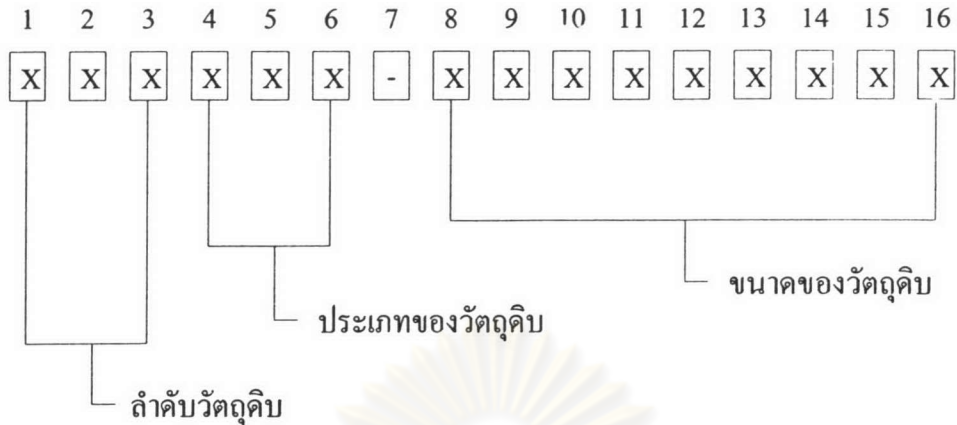 1 2 3 4 5 6 7 8 9 10 11 12 13 14 15 16
X X X X X X - X X X X X X X X X
ขนาดของวัตถุดิบ
ประเภทของวัตถุดิบ
ลำดับวัตถุดิบ